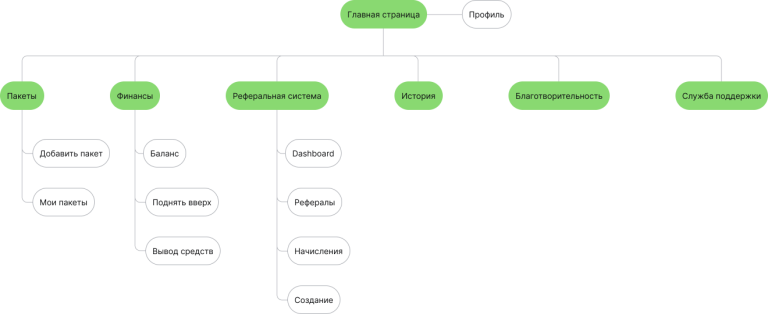 Главная страница
Профиль
Пакеты
Финансы
Реферальная система
История
Благотворительность
Служба поддержки
Добавить пакет
Баланс
Dashboard
Мои пакеты
Поднять вверх
Рефералы
Вывод средств
Начисления
Создание